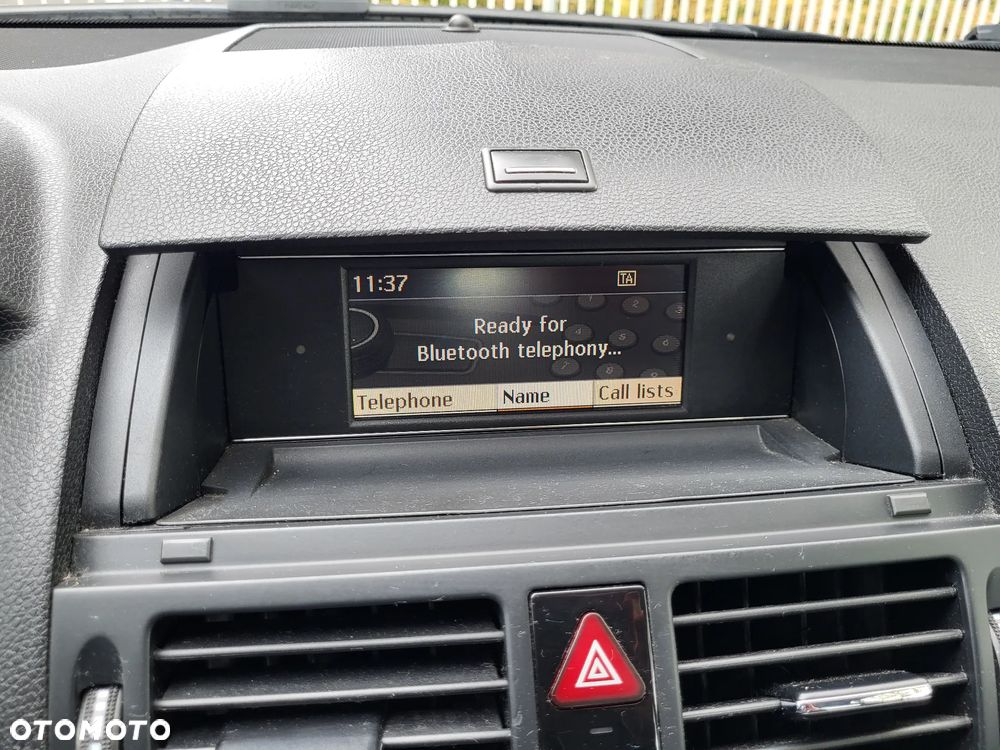 11:37 TA
Ready for
Bluetooth telephony...
Telephone Name Call lists
OTOMOTO